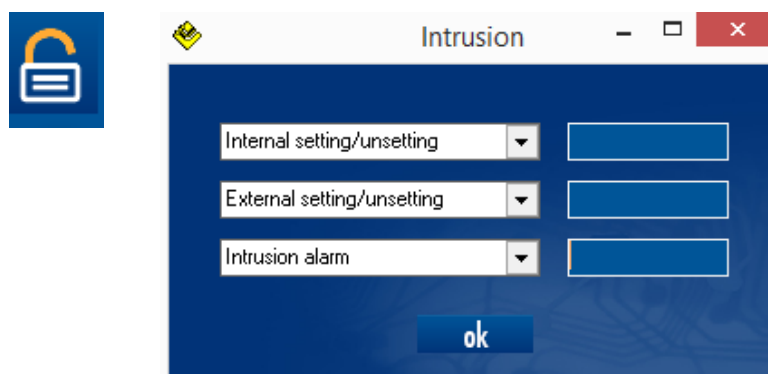 Intrusion
Internal setting/unsetting
External setting/unsetting
Intrusion alarm
ok